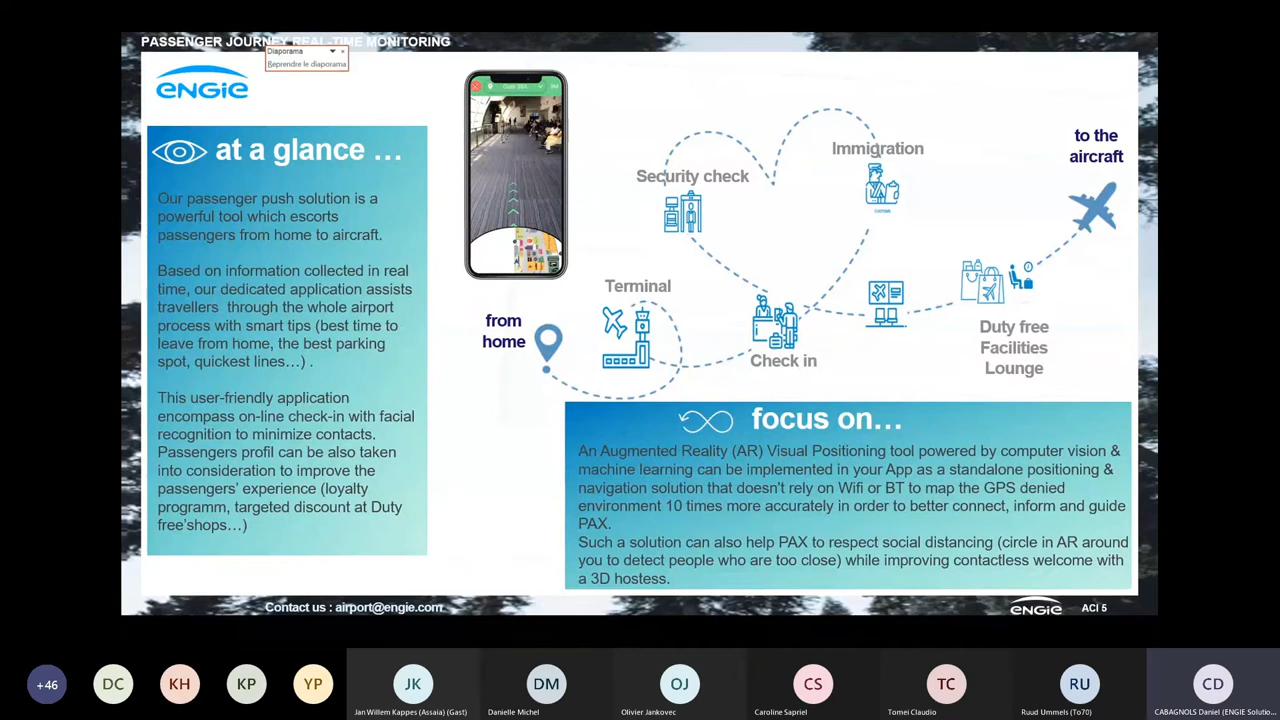 PASSENGER JOURNEY REAL-TIME MONITORING
Diaporama
Reprendre le diaporama
ENGIE
at a glance …
Our passenger push solution is a
powerful tool which escorts
passengers from home to aircraft.
Based on information collected in real
time, our dedicated application assists
travellers through the whole airport
process with smart tips (best time to
leave from home, the best parking
spot, quickest lines…) .
This user-friendly application
encompass on-line check-in with facial
recognition to minimize contacts.
Passengers profil can be also taken
into consideration to improve the
passengers' experience (loyalty
programm, targeted discount at Duty
free'shops…)
from
home
Terminal
Security check
Check in
Immigration
Duty free
Facilities
Lounge
to the
aircraft
focus on…
An Augmented Reality (AR) Visual Positioning tool powered by computer vision &
machine learning can be implemented in your App as a standalone positioning &
navigation solution that doesn't rely on Wifi or BT to map the GPS denied
environment 10 times more accurately in order to better connect, inform and guide
PAX.
Such a solution can also help PAX to respect social distancing (circle in AR around
you to detect people who are too close) while improving contactless welcome with
a 3D hostess.
Contact us : airport@engie.com
ENGIE
ACI 5
+46
DC
KH
KP
YP
JK
Jan Willem Kappes (Assaia) (Gast)
DM
Danielle Michel
OJ
Olivier Jankovec
CS
Caroline Sapriel
TC
Tomei Claudio
RU
Ruud Ummels (To70)
CD
CABAGNOLS Daniel (ENGIE Solutio...